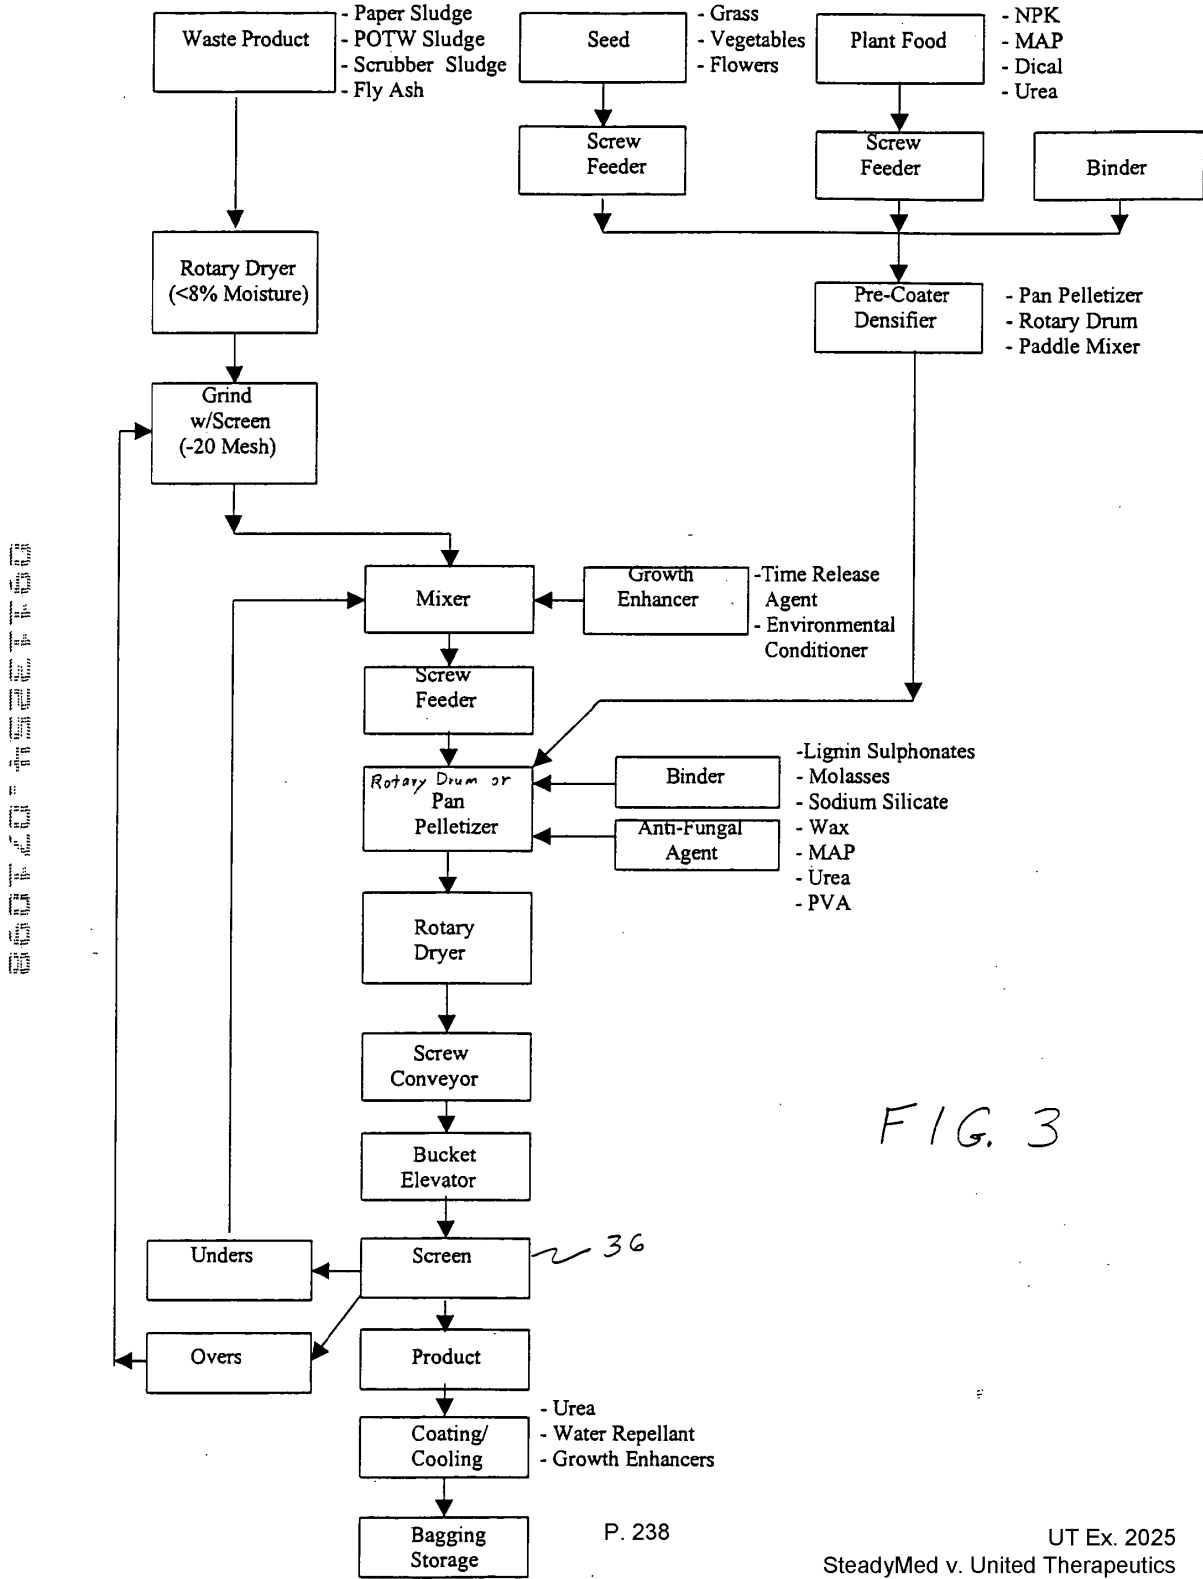 Waste Product
- Paper Sludge
- POTW Sludge
- Scrubber Sludge
- Fly Ash
Seed
- Grass
- Vegetables
- Flowers
Plant Food
- NPK
- MAP
- Dical
- Urea
Screw
Feeder
Screw
Feeder
Binder
Rotary Dryer
(<8% Moisture)
Pre-Coater
Densifier
- Pan Pelletizer
- Rotary Drum
- Paddle Mixer
Grind
w/Screen
(-20 Mesh)
Mixer
Growth
Enhancer
-Time Release
Agent
- Environmental
Conditioner
Screw
Feeder
Rotary Drum or
Pan
Pelletizer
Binder
Anti-Fungal
Agent
-Lignin Sulphonates
- Molasses
- Sodium Silicate
- Wax
- MAP
- Urea
- PVA
Rotary
Dryer
Screw
Conveyor
Bucket
Elevator
FIG. 3
Unders
Screen
36
Overs
Product
Coating/
Cooling
- Urea
- Water Repellant
- Growth Enhancers
Bagging
Storage
P. 238
UT Ex. 2025
SteadyMed v. United Therapeutics